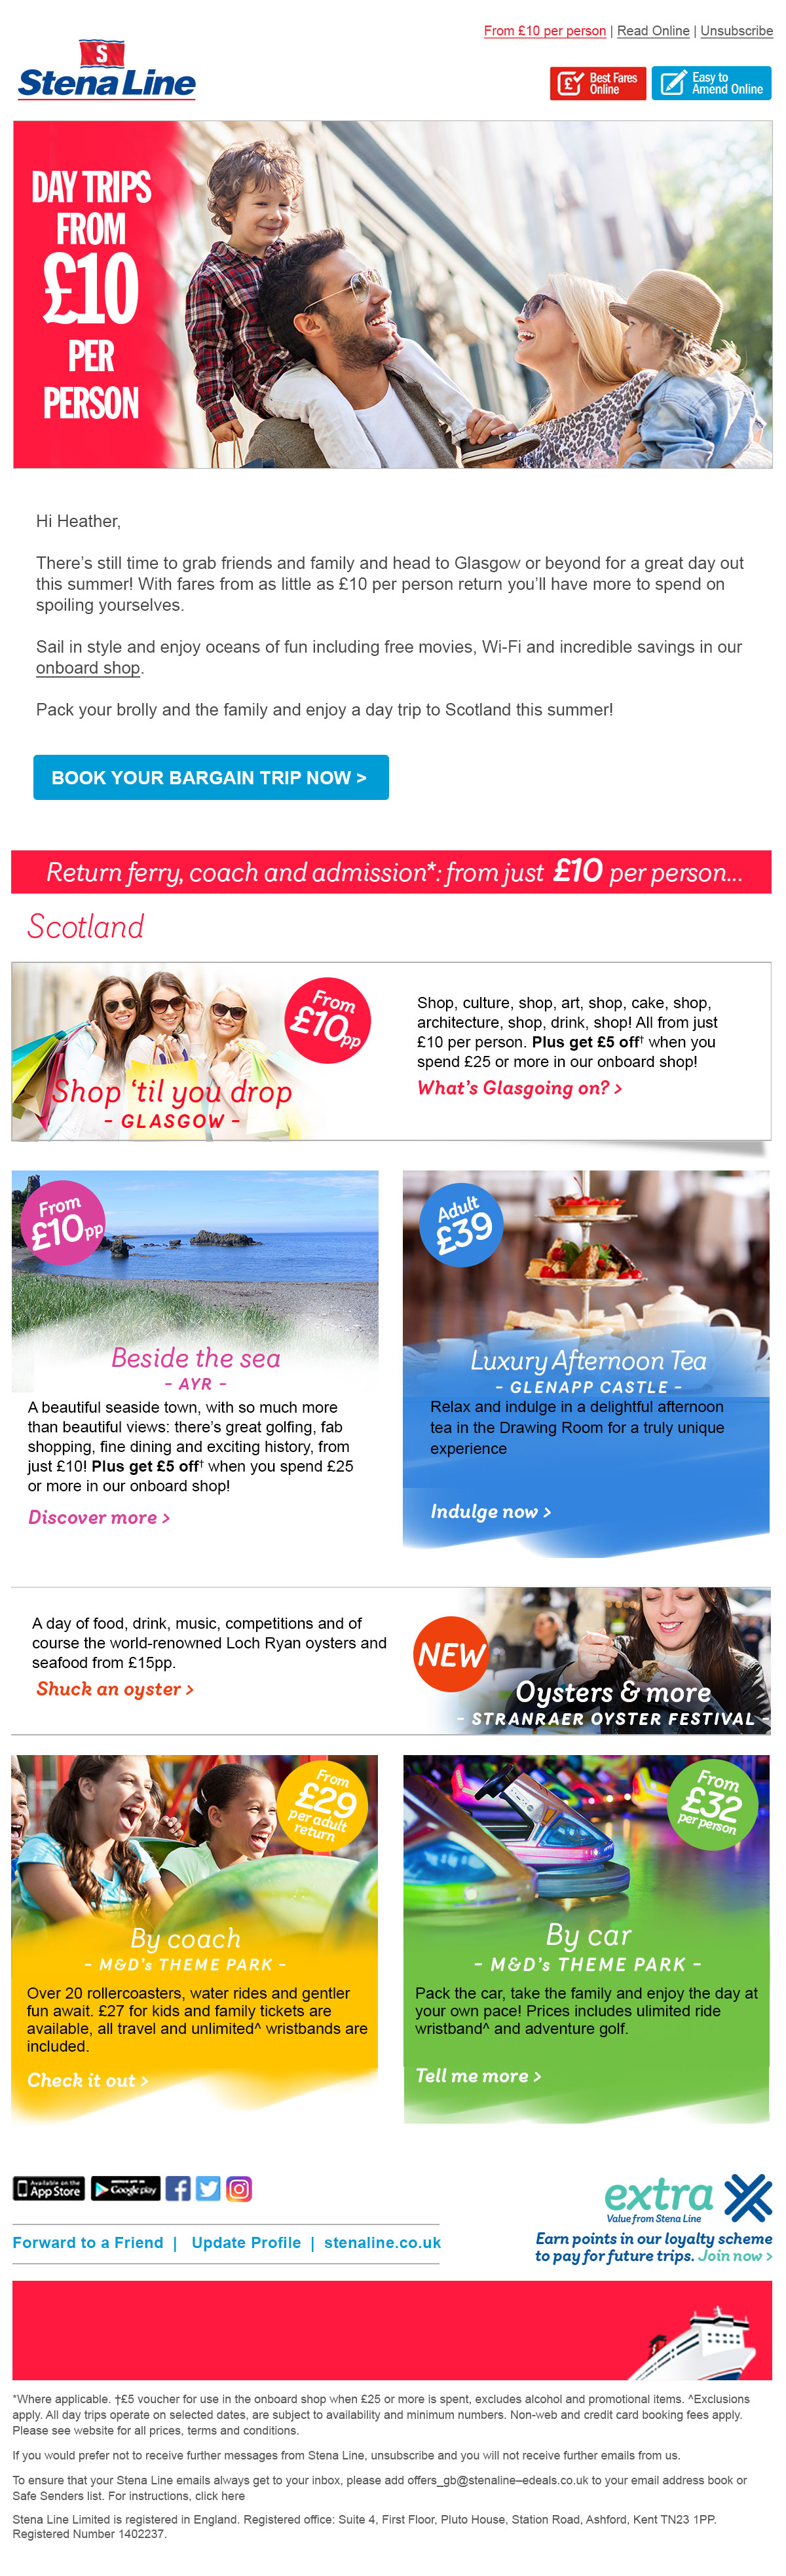 From £10 per person | Read Online | Unsubscribe
S
Stena Line
£ Best Fares
Online
Easy to
Amend Online
DAY TRIPS
FROM
£10
PER
PERSON
Hi Heather,
There's still time to grab friends and family and head to Glasgow or beyond for a great day out
this summer! With fares from as little as £10 per person return you'll have more to spend on
spoiling yourselves.
Sail in style and enjoy oceans of fun including free movies, Wi-Fi and incredible savings in our
onboard shop.
Pack your brolly and the family and enjoy a day trip to Scotland this summer!
BOOK YOUR BARGAIN TRIP NOW >
Return ferry, coach and admission*: from just £10 per person...
Scotland
From
£10pp
Shop 'til you drop
- GLASGOW -
Shop, culture, shop, art, shop, cake, shop,
architecture, shop, drink, shop! All from just
£10 per person. Plus get £5 off† when you
spend £25 or more in our onboard shop!
What's Glasgoing on? >
From
£10pp
Beside the sea
- AYR -
A beautiful seaside town, with so much more
than beautiful views: there's great golfing, fab
shopping, fine dining and exciting history, from
just £10! Plus get £5 off† when you spend £25
or more in our onboard shop!
Discover more >
Adult
£39
Luxury Afternoon Tea
- GLENAPP CASTLE -
Relax and indulge in a delightful afternoon
tea in the Drawing Room for a truly unique
experience
Indulge now >
A day of food, drink, music, competitions and of
course the world-renowned Loch Ryan oysters and
seafood from £15pp.
Shuck an oyster >
NEW
Oysters & more
- STRANRAER OYSTER FESTIVAL -
From
£29
per adult
return
By coach
- M&D's THEME PARK -
Over 20 rollercoasters, water rides and gentler
fun await. £27 for kids and family tickets are
available, all travel and unlimited^ wristbands are
included.
Check it out >
From
£32
per person
By car
- M&D's THEME PARK -
Pack the car, take the family and enjoy the day at
your own pace! Prices includes ulimited ride
wristband^ and adventure golf.
Tell me more >
Available on the
App Store
Google play
extra
Value from Stena Line
Forward to a Friend | Update Profile | stenaline.co.uk
Earn points in our loyalty scheme
to pay for future trips. Join now >
*Where applicable. †£5 voucher for use in the onboard shop when £25 or more is spent, excludes alcohol and promotional items. ^Exclusions
apply. All day trips operate on selected dates, are subject to availability and minimum numbers. Non-web and credit card booking fees apply.
Please see website for all prices, terms and conditions.
If you would prefer not to receive further messages from Stena Line, unsubscribe and you will not receive further emails from us.
To ensure that your Stena Line emails always get to your inbox, please add offers_gb@stenaline–edeals.co.uk to your email address book or
Safe Senders list. For instructions, click here
Stena Line Limited is registered in England. Registered office: Suite 4, First Floor, Pluto House, Station Road, Ashford, Kent TN23 1PP.
Registered Number 1402237.